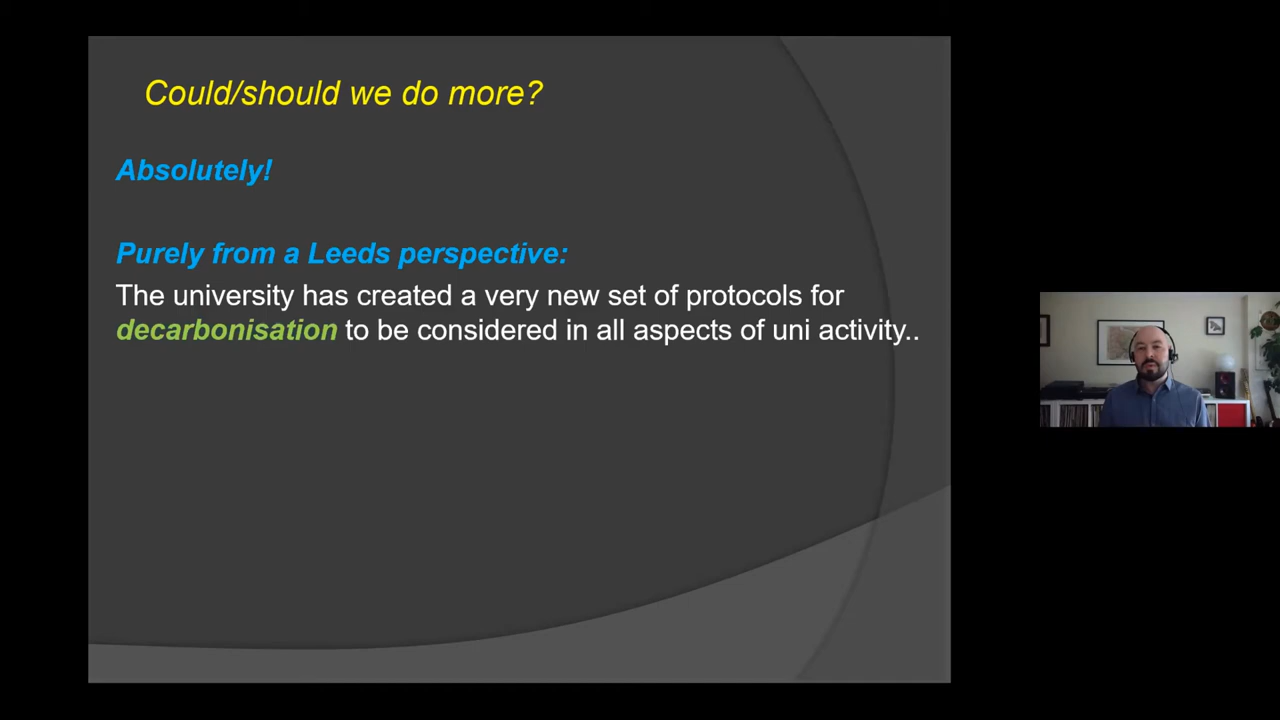 Could/should we do more?
Absolutely!
Purely from a Leeds perspective:
The university has created a very new set of protocols for
decarbonisation to be considered in all aspects of uni activity..